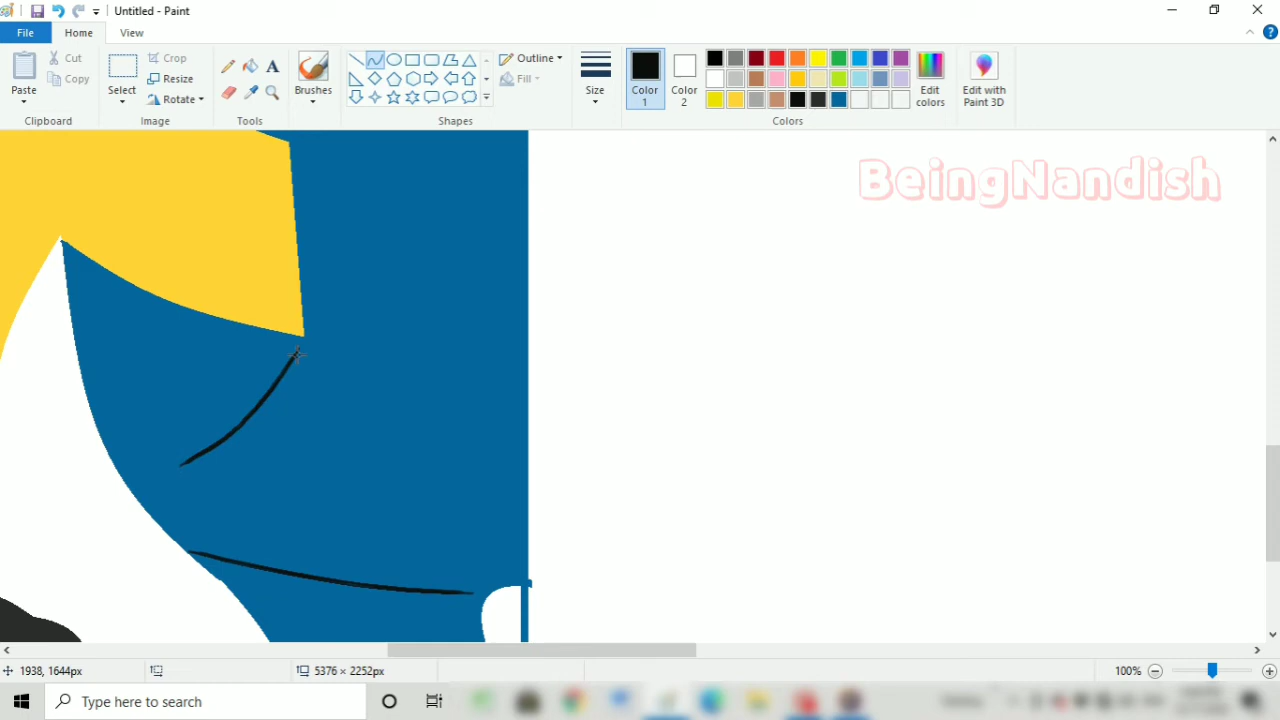 Untitled - Paint
File Home View
Paste
Cut
Copy
Clipboard
Select
Crop
Resize
Rotate
Image
Tools
Brushes
Outline
Fill
Shapes
Size
Color 1
Color 2
Colors
Edit colors
Edit with Paint 3D
BeingNandish
1938, 1644px
5376 × 2252px
100%
Type here to search